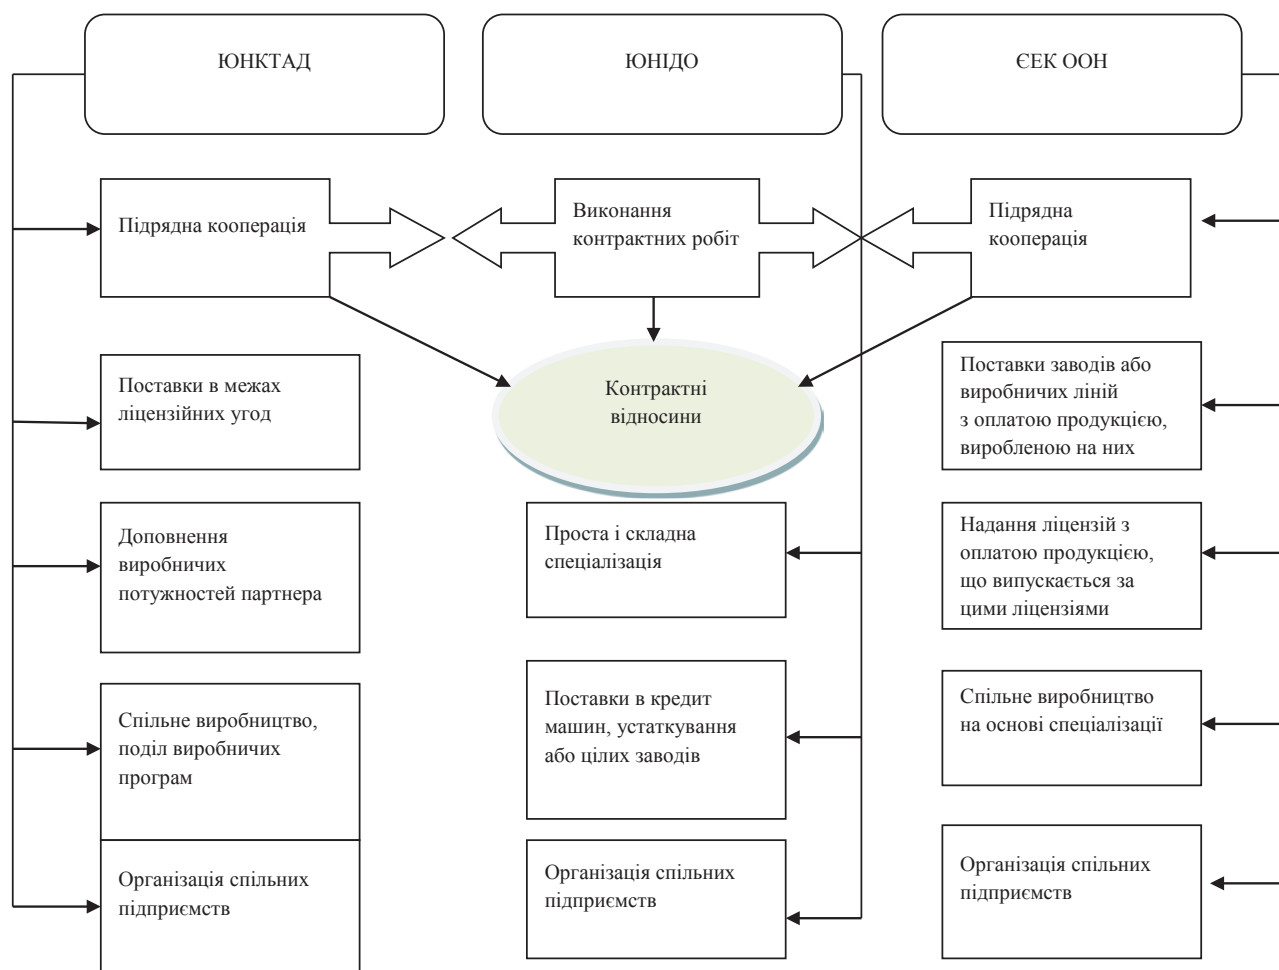 ЮНКТАД
ЮНІДО
ЄЕК ООН
Підрядна кооперація
Виконання
контрактних робіт
Підрядна
кооперація
Контрактні
відносини
Поставки в межах
ліцензійних угод
Поставки заводів або
виробничих ліній
з оплатою продукцією,
виробленою на них
Доповнення
виробничих
потужностей партнера
Проста і складна
спеціалізація
Надання ліцензій з
оплатою продукцією,
що випускається за
цими ліцензіями
Спільне виробництво,
поділ виробничих
програм
Поставки в кредит
машин, устаткування
або цілих заводів
Спільне виробництво
на основі спеціалізації
Організація спільних
підприємств
Організація спільних
підприємств
Організація спільних
підприємств